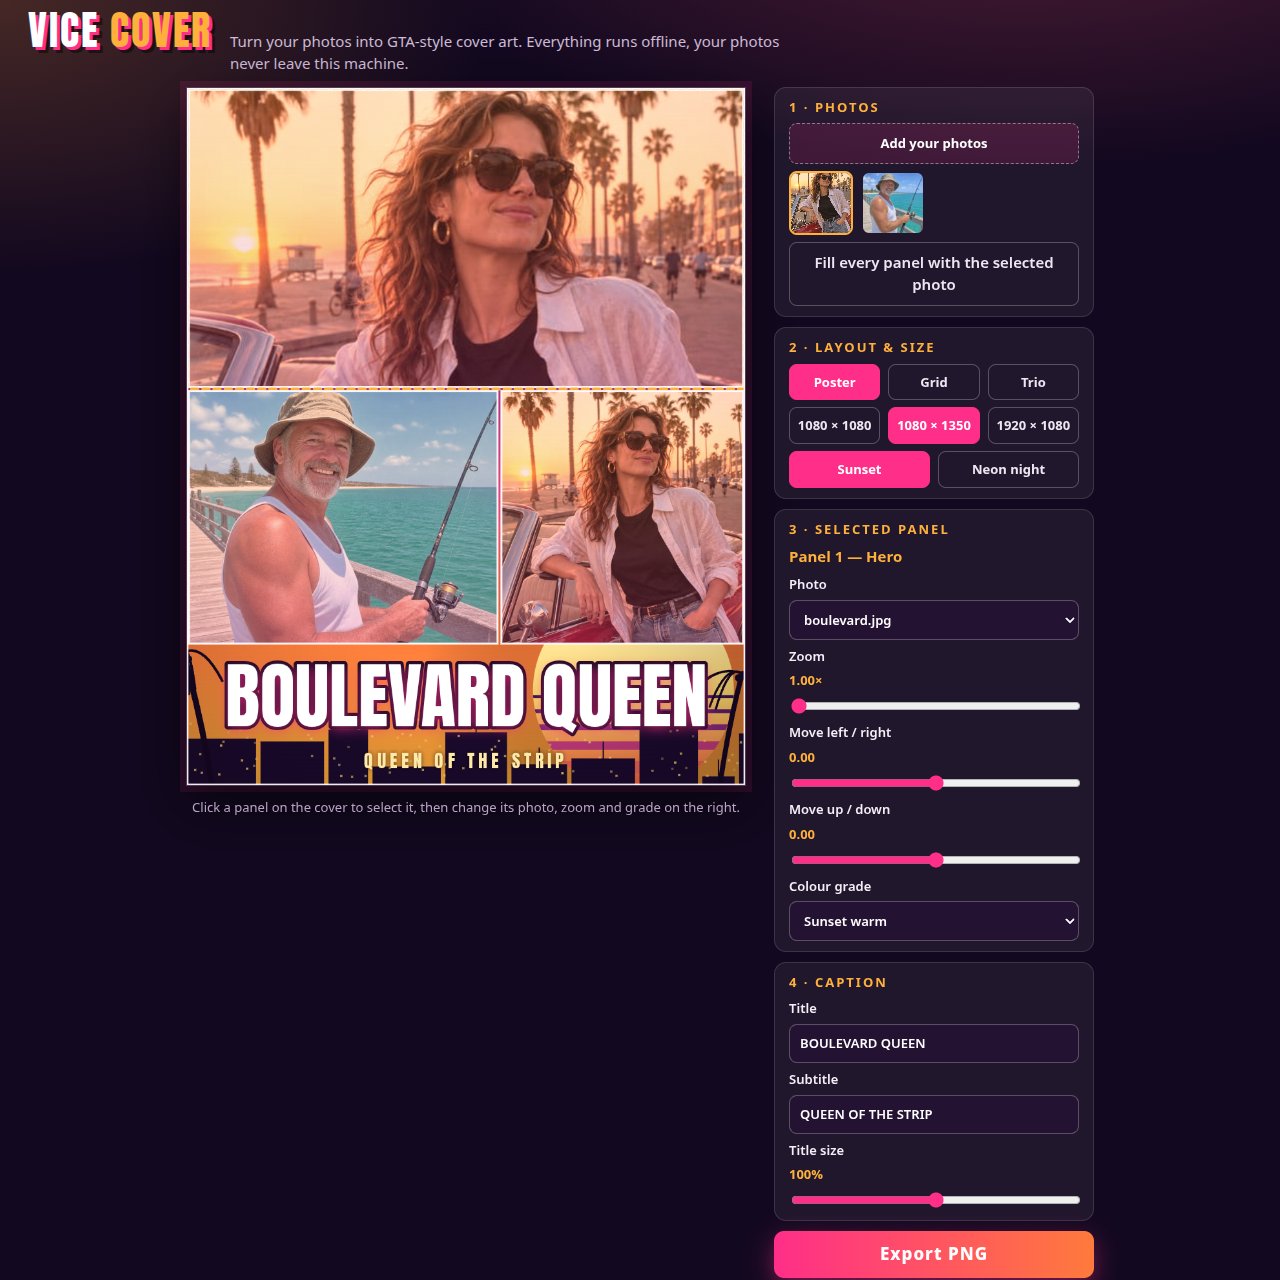 VICE COVER
Turn your photos into GTA-style cover art. Everything runs offline, your photos
never leave this machine.
BOULEVARD QUEEN
QUEEN OF THE STRIP
Click a panel on the cover to select it, then change its photo, zoom and grade on the right.
1 · PHOTOS
Add your photos
Fill every panel with the selected
photo
2 · LAYOUT & SIZE
Poster Grid Trio
1080 × 1080 1080 × 1350 1920 × 1080
Sunset Neon night
3 · SELECTED PANEL
Panel 1 — Hero
Photo
boulevard.jpg
Zoom
1.00×
Move left / right
0.00
Move up / down
0.00
Colour grade
Sunset warm
4 · CAPTION
Title
BOULEVARD QUEEN
Subtitle
QUEEN OF THE STRIP
Title size
100%
Export PNG